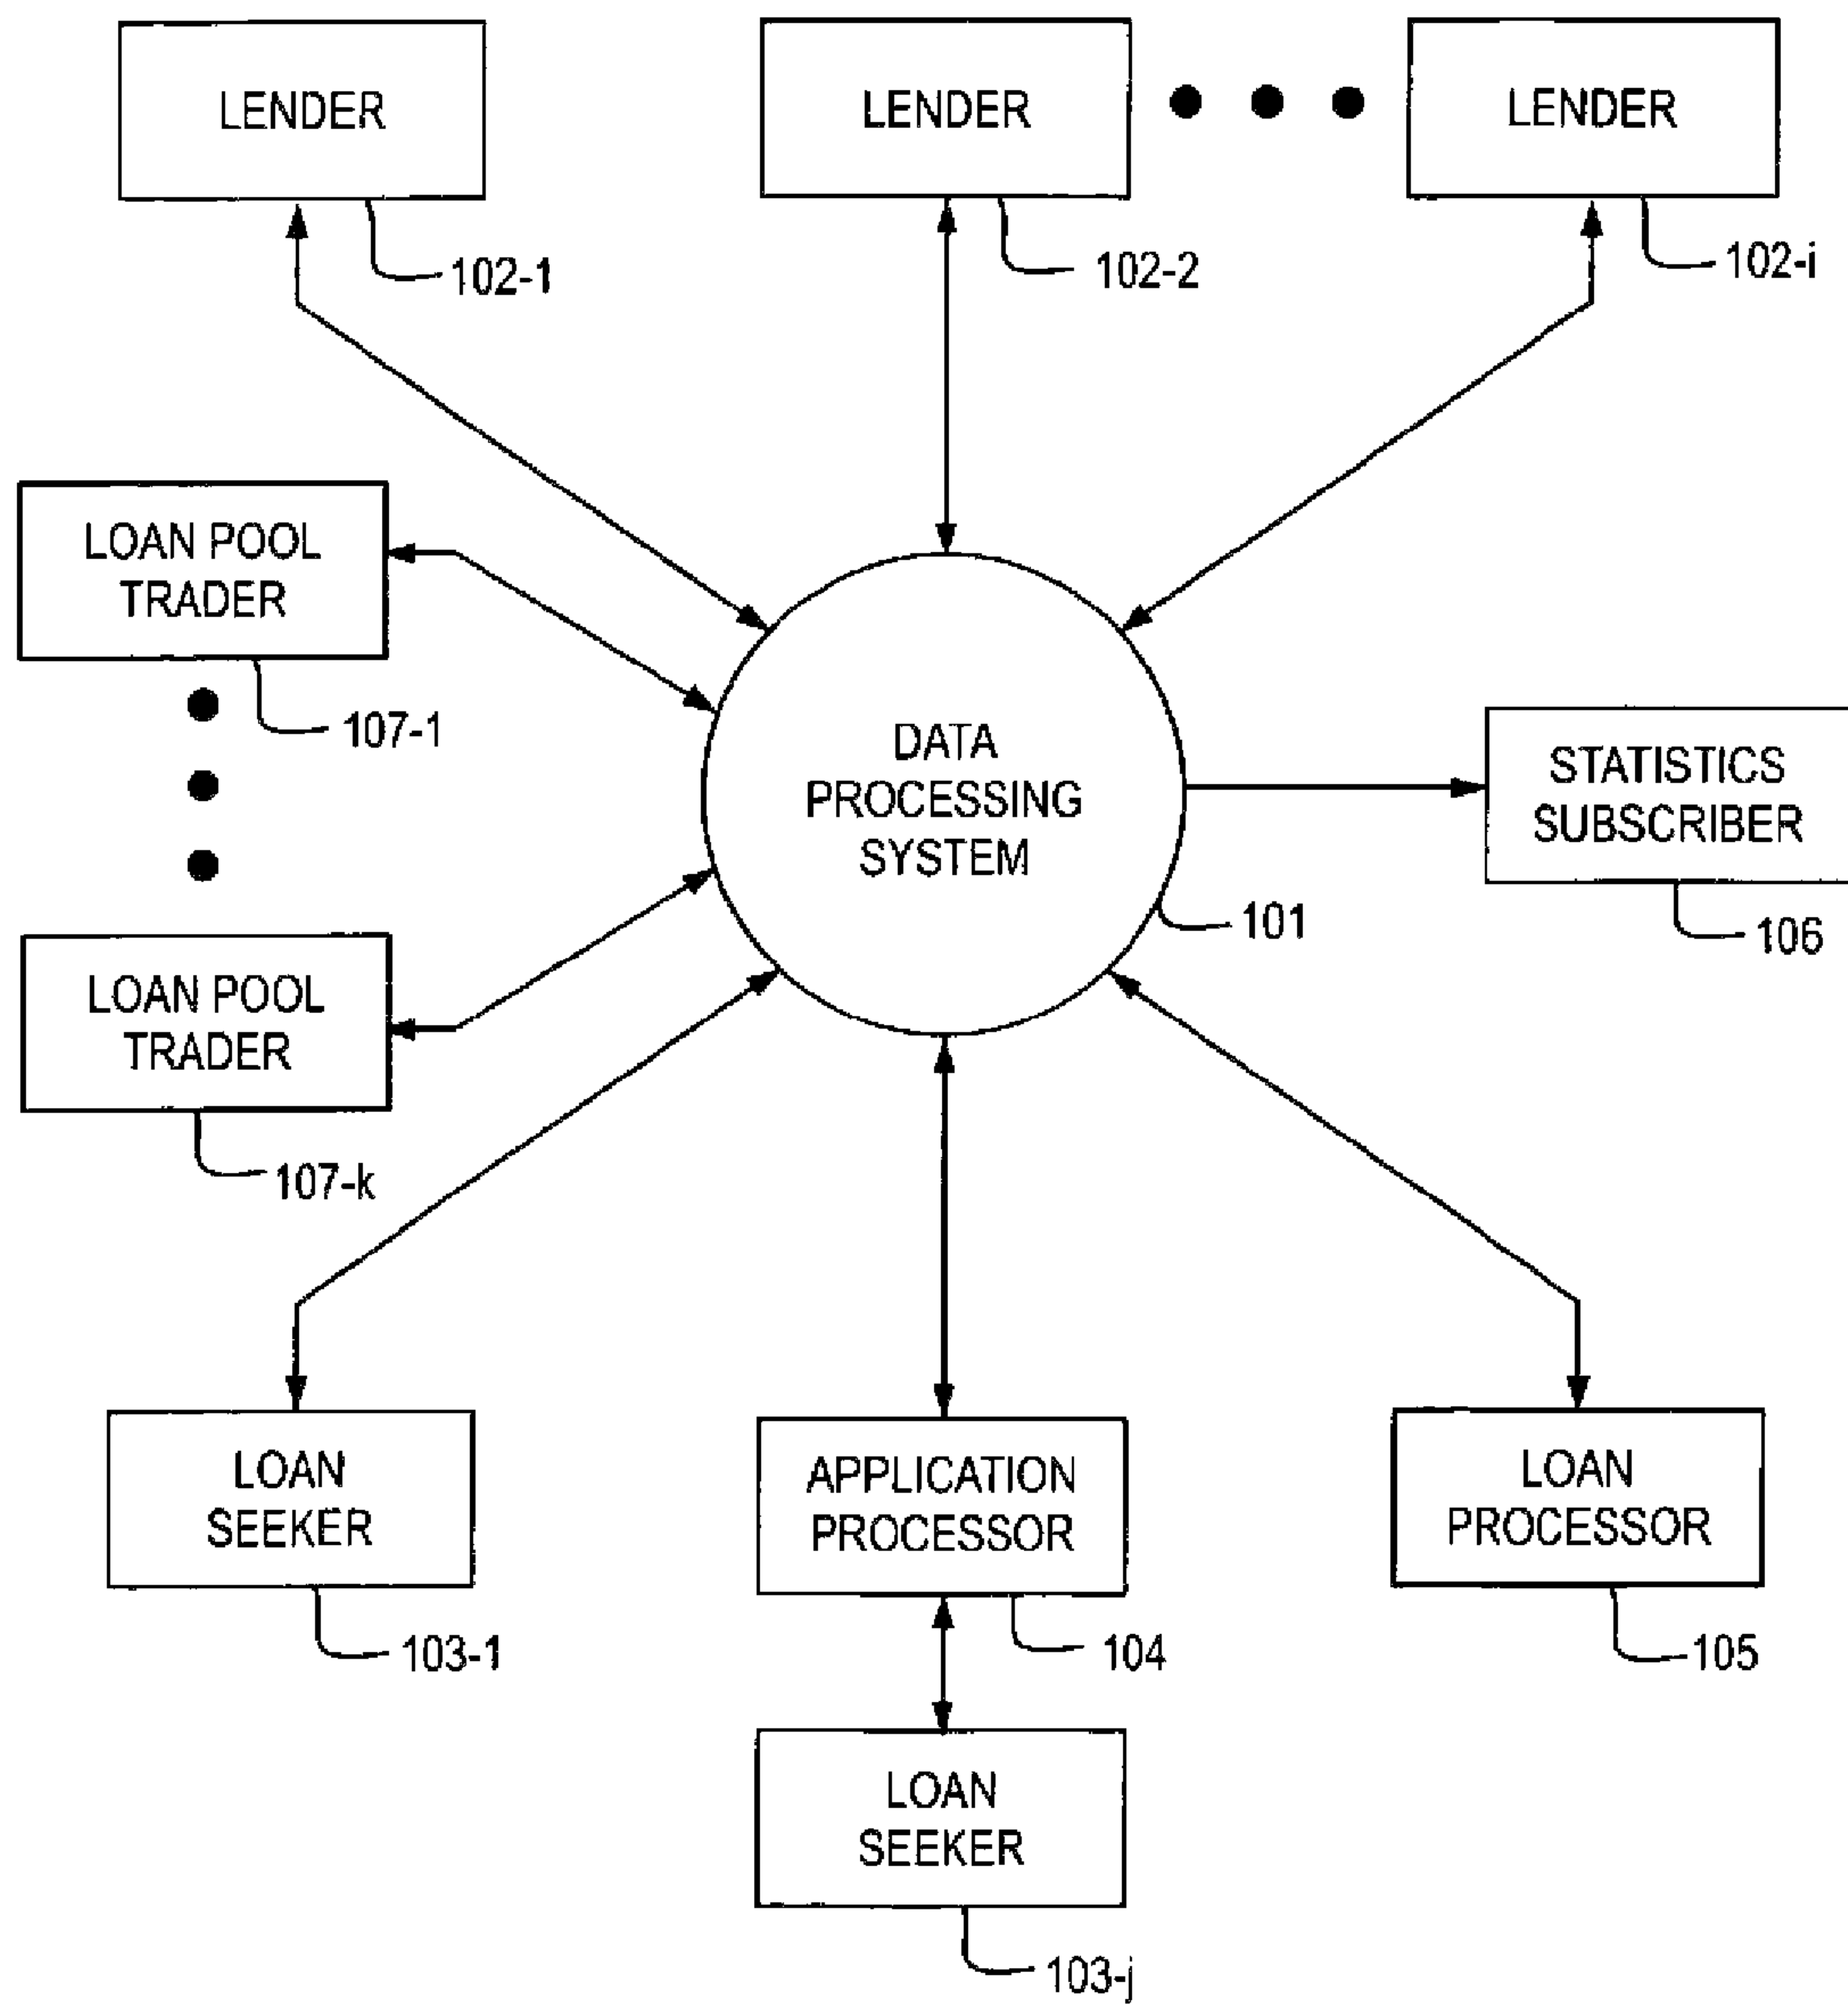 LENDER
LENDER
LENDER
102-1
102-2
102-i
LOAN POOL
TRADER
107-1
DATA
PROCESSING
SYSTEM
101
STATISTICS
SUBSCRIBER
106
LOAN POOL
TRADER
107-k
LOAN
SEEKER
103-1
APPLICATION
PROCESSOR
104
LOAN
PROCESSOR
105
LOAN
SEEKER
103-j